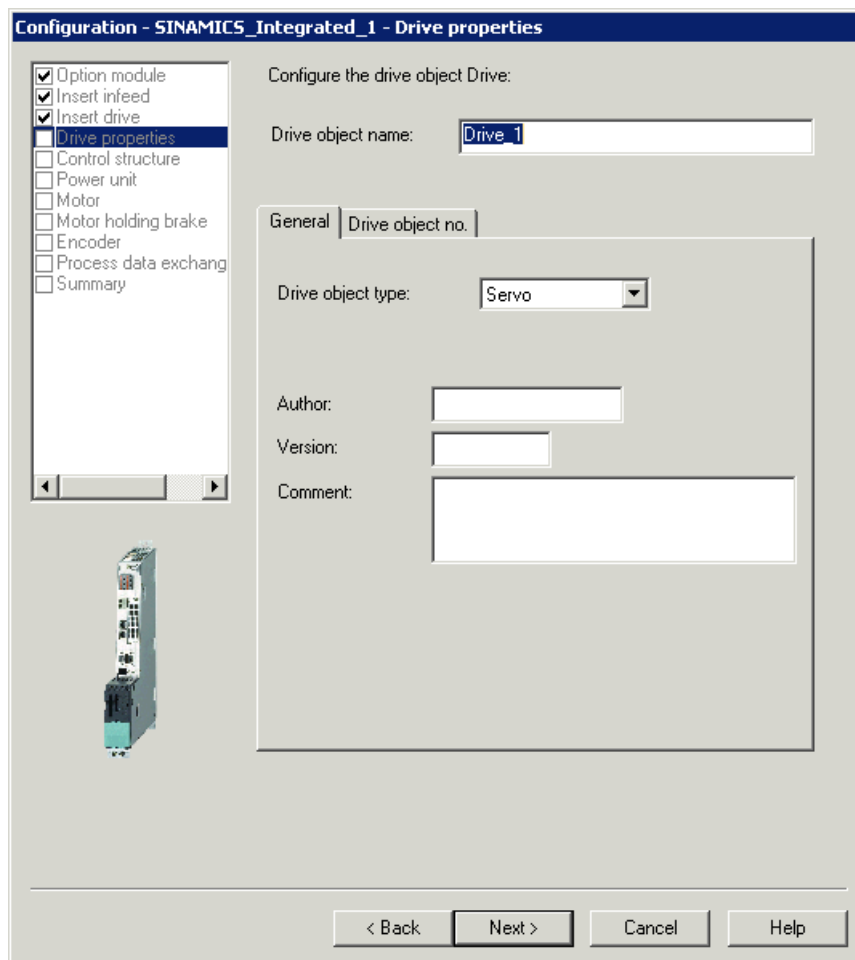 Configuration - SINAMICS_Integrated_1 - Drive properties
Option module
Insert infeed
Insert drive
Drive properties
Control structure
Power unit
Motor
Motor holding brake
Encoder
Process data exchang
Summary
Configure the drive object Drive:
Drive object name:
Drive_1
General
Drive object no.
Drive object type:
Servo
Author:
Version:
Comment:
< Back
Next >
Cancel
Help